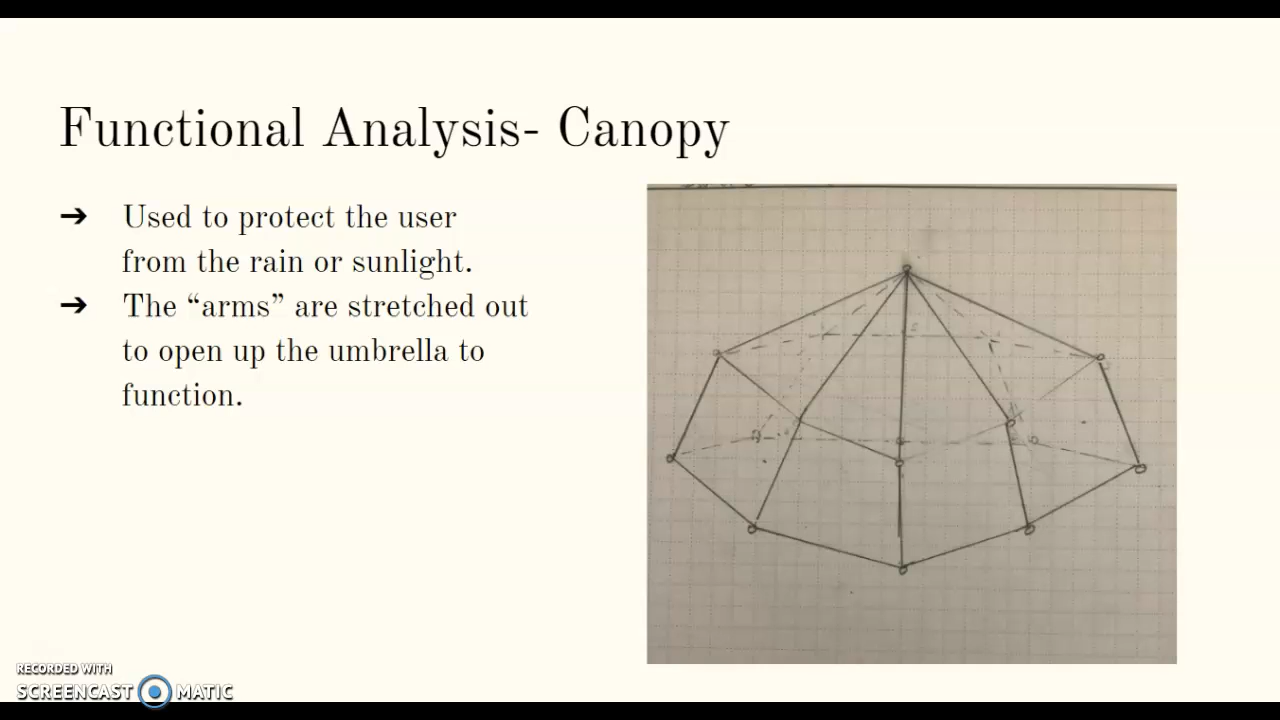 Functional Analysis- Canopy
➔ Used to protect the user
from the rain or sunlight.
➔ The “arms” are stretched out
to open up the umbrella to
function.
RECORDED WITH
SCREENCAST MATIC